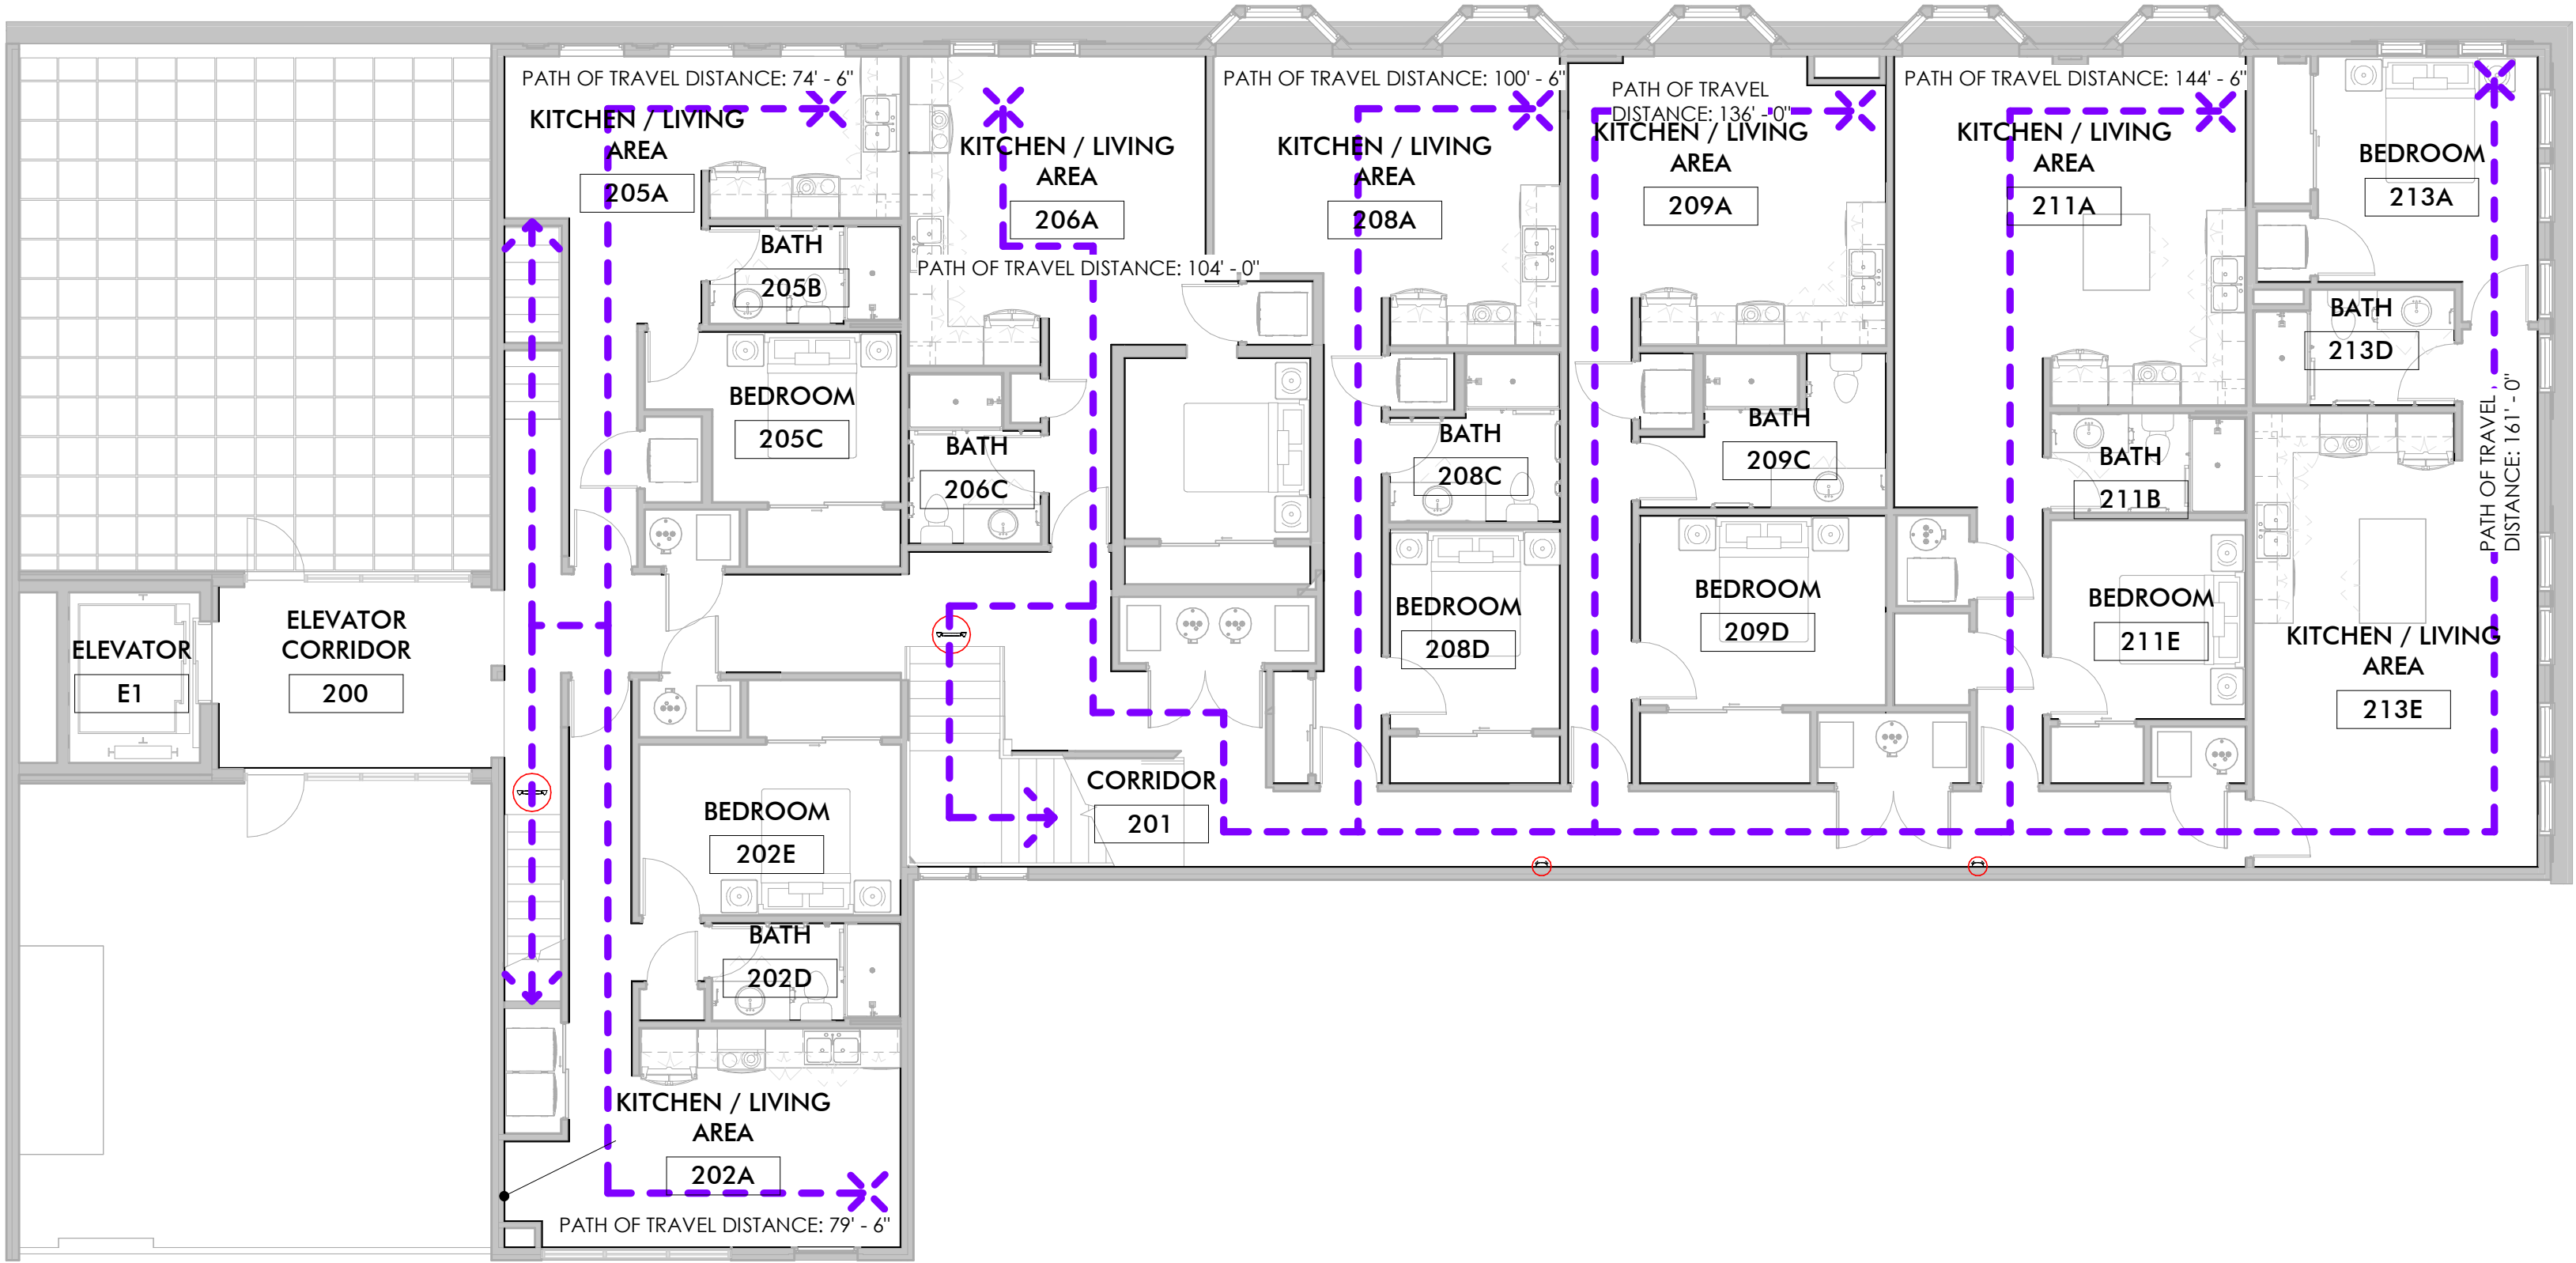 PATH OF TRAVEL DISTANCE: 74' - 6"
KITCHEN / LIVING
AREA
205A
BATH
205B
BEDROOM
205C
KITCHEN / LIVING
AREA
206A
PATH OF TRAVEL DISTANCE: 104' - 0"
BATH
206C
PATH OF TRAVEL DISTANCE: 100' - 6"
KITCHEN / LIVING
AREA
208A
BATH
208C
BEDROOM
208D
PATH OF TRAVEL
DISTANCE: 136' - 0"
KITCHEN / LIVING
AREA
209A
BATH
209C
BEDROOM
209D
PATH OF TRAVEL DISTANCE: 144' - 6"
KITCHEN / LIVING
AREA
211A
BATH
211B
BEDROOM
211E
BEDROOM
213A
BATH
213D
PATH OF TRAVEL
DISTANCE: 161' - 0"
KITCHEN / LIVING
AREA
213E
ELEVATOR
E1
ELEVATOR
CORRIDOR
200
CORRIDOR
201
BEDROOM
202E
BATH
202D
KITCHEN / LIVING
AREA
202A
PATH OF TRAVEL DISTANCE: 79' - 6"